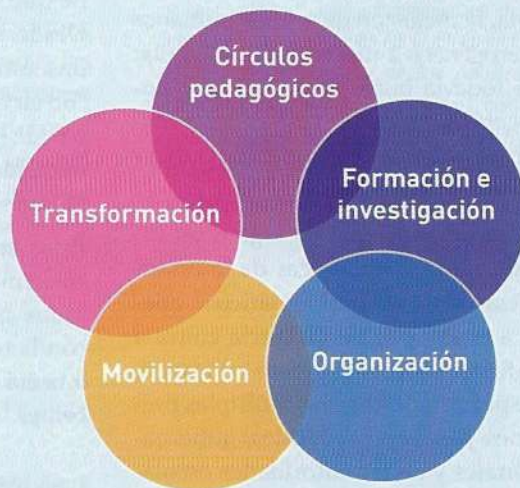 Círculos
pedagógicos
Formación e
investigación
Organización
Movilización
Transformación